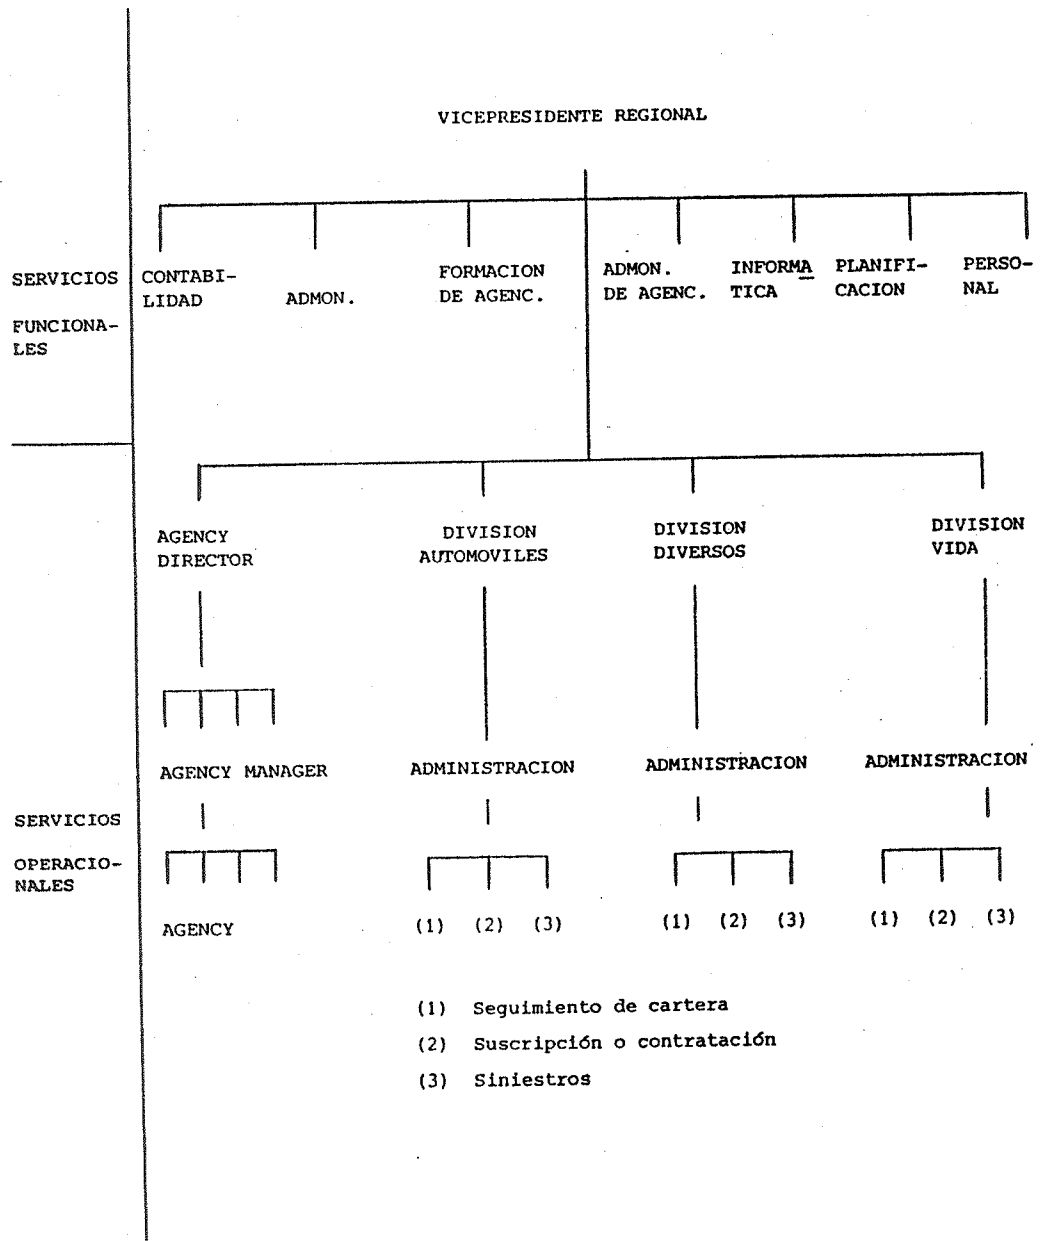 VICEPRESIDENTE REGIONAL
SERVICIOS
FUNCIONA-
LES
CONTABI-
LIDAD
ADMON.
FORMACION
DE AGENC.
ADMON.
DE AGENC.
INFORMA
TICA
PLANIFI-
CACION
PERSO-
NAL
AGENCY
DIRECTOR
DIVISION
AUTOMOVILES
DIVISION
DIVERSOS
DIVISION
VIDA
AGENCY MANAGER
ADMINISTRACION
ADMINISTRACION
ADMINISTRACION
SERVICIOS
OPERACIO-
NALES
AGENCY
(1) (2) (3)
(1) (2) (3)
(1) (2) (3)
(1) Seguimiento de cartera
(2) Suscripción o contratación
(3) Siniestros